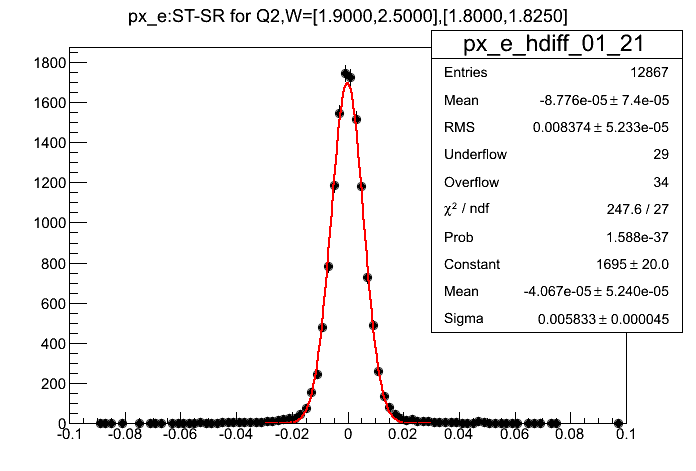 px_e:ST-SR for Q2,W=[1.9000,2.5000],[1.8000,1.8250]
px_e_hdiff_01_21
Entries 12867
Mean -8.776e-05 ± 7.4e-05
RMS 0.008374 ± 5.233e-05
Underflow 29
Overflow 34
χ² / ndf 247.6 / 27
Prob 1.588e-37
Constant 1695 ± 20.0
Mean -4.067e-05 ± 5.240e-05
Sigma 0.005833 ± 0.000045
1800
1600
1400
1200
1000
800
600
400
200
0
-0.1 -0.08 -0.06 -0.04 -0.02 0 0.02 0.04 0.06 0.08 0.1